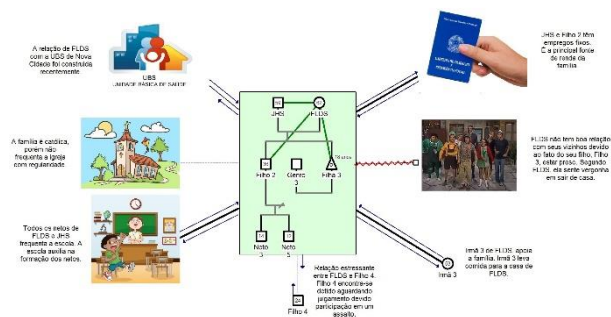 A relação de FLDS
com a UBS de Nova
Cidade foi construída
recentemente
UBS
UNIDADE BÁSICA DE SAÚDE
JHS e Filho 2 têm
empregos fixos.
É a principal fonte
de renda da
família
JHS
FLDS
A família é católica,
porém não
frequenta a igreja
com regularidade.
Filho 2
Genro
3
Filha 3
FLDS não tem boa relação
com seus vizinhos devido
ao fato do seu filho, Filho
3, estar preso. Segundo
FLDS, ela sente vergonha
em sair de casa.
Todos os netos de
FLDS e JHS
frequenta a escola. A
escola auxilia na
formação dos netos.
Neto
Neto
Irmã 3 de FLDS, apoia
a família. Irmã 3 leva
comida para a casa de
FLDS.
Irmã 3
Relação estressante
entre FLDS e Filho 4.
Filho 4 encontra-se
detido aguardando
julgamento devido
participação em um
assalto.
24
Filho 4